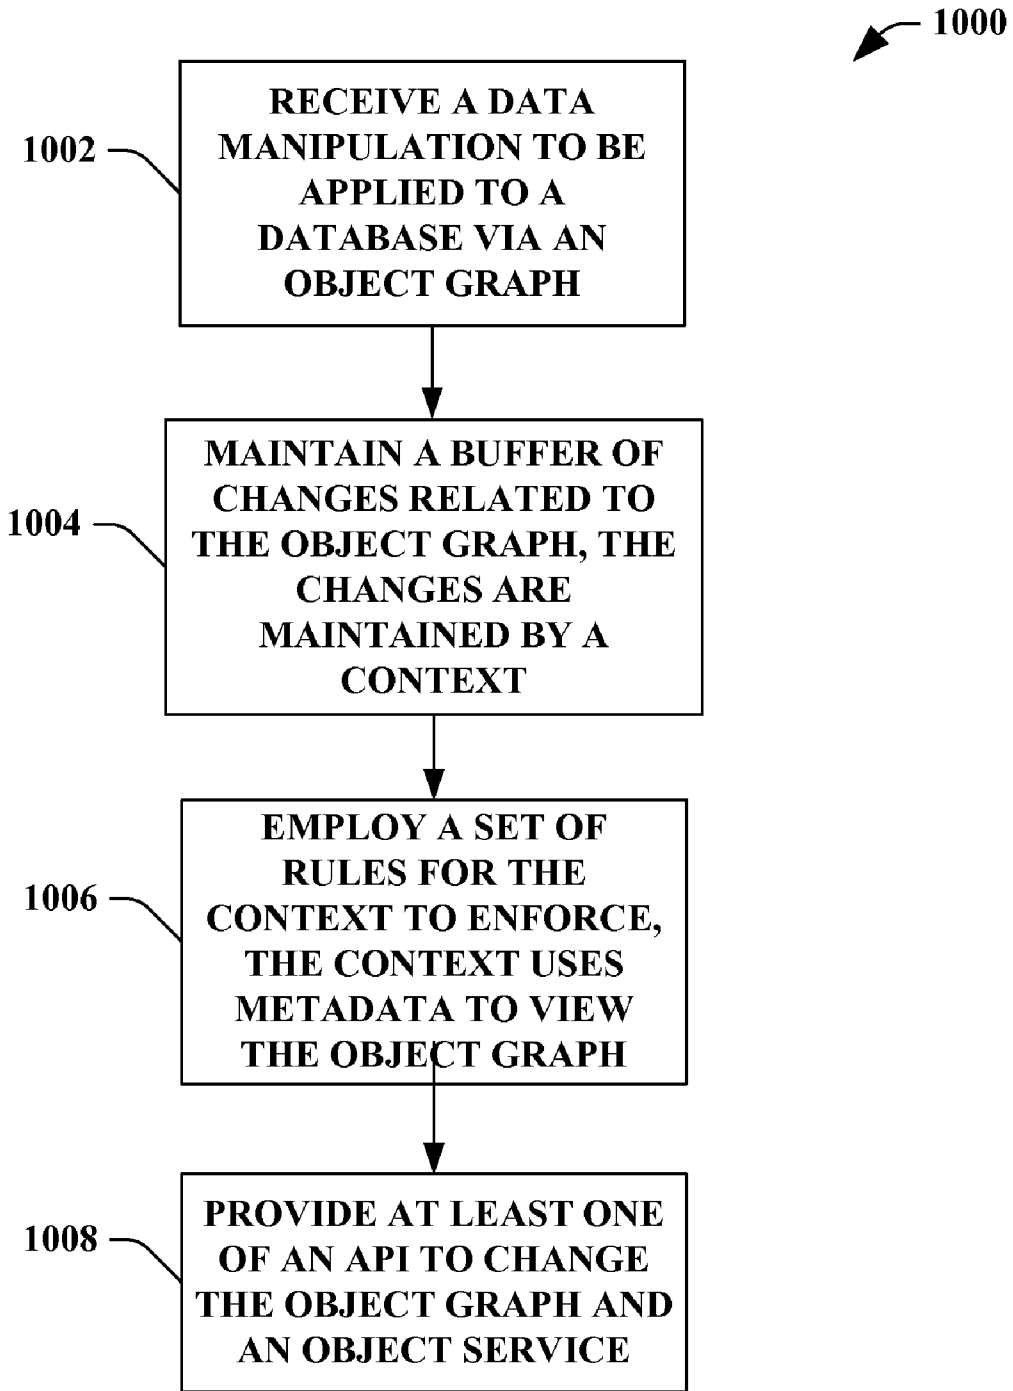 1000
RECEIVE A DATA
MANIPULATION TO BE
APPLIED TO A
DATABASE VIA AN
OBJECT GRAPH
1002
MAINTAIN A BUFFER OF
CHANGES RELATED TO
THE OBJECT GRAPH, THE
CHANGES ARE
MAINTAINED BY A
CONTEXT
1004
EMPLOY A SET OF
RULES FOR THE
CONTEXT TO ENFORCE,
THE CONTEXT USES
METADATA TO VIEW
THE OBJECT GRAPH
1006
PROVIDE AT LEAST ONE
OF AN API TO CHANGE
THE OBJECT GRAPH AND
AN OBJECT SERVICE
1008